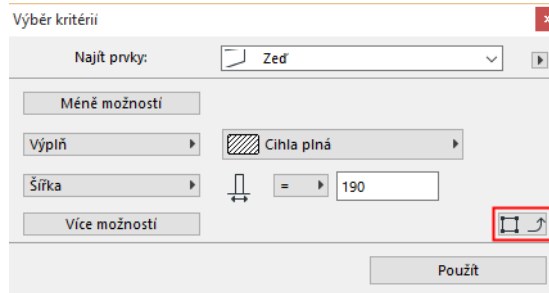 Výběr kritérií
Najít prvky: Zeď
Méně možností
Výplň Cihla plná
Šířka = 190
Více možností
Použít